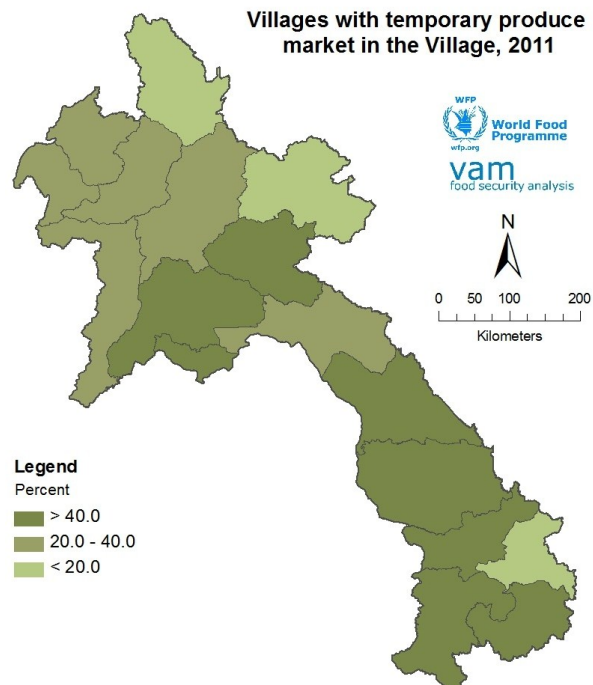 Villages with temporary produce
market in the Village, 2011
WFP
wfp.org
World Food
Programme
vam
food security analysis
N
0 50 100 200
Kilometers
Legend
Percent
> 40.0
20.0 - 40.0
< 20.0